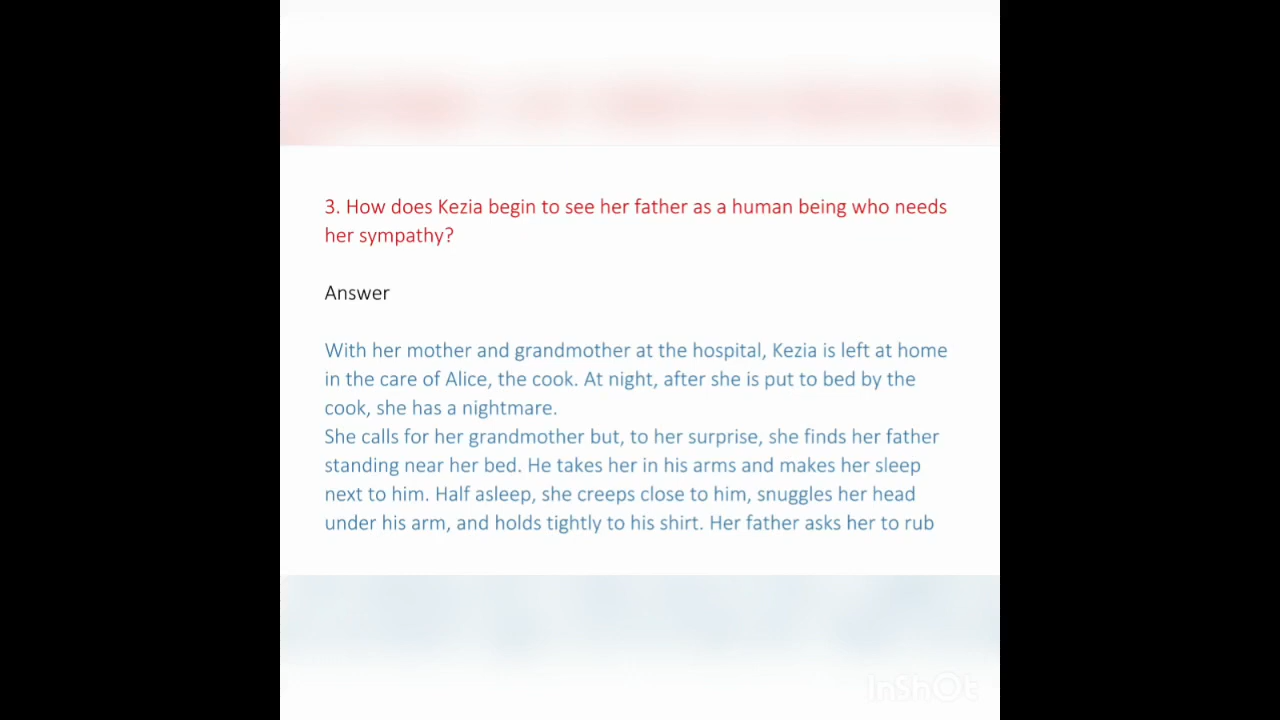 3. How does Kezia begin to see her father as a human being who needs
her sympathy?
Answer
With her mother and grandmother at the hospital, Kezia is left at home
in the care of Alice, the cook. At night, after she is put to bed by the
cook, she has a nightmare.
She calls for her grandmother but, to her surprise, she finds her father
standing near her bed. He takes her in his arms and makes her sleep
next to him. Half asleep, she creeps close to him, snuggles her head
under his arm, and holds tightly to his shirt. Her father asks her to rub
InShOt